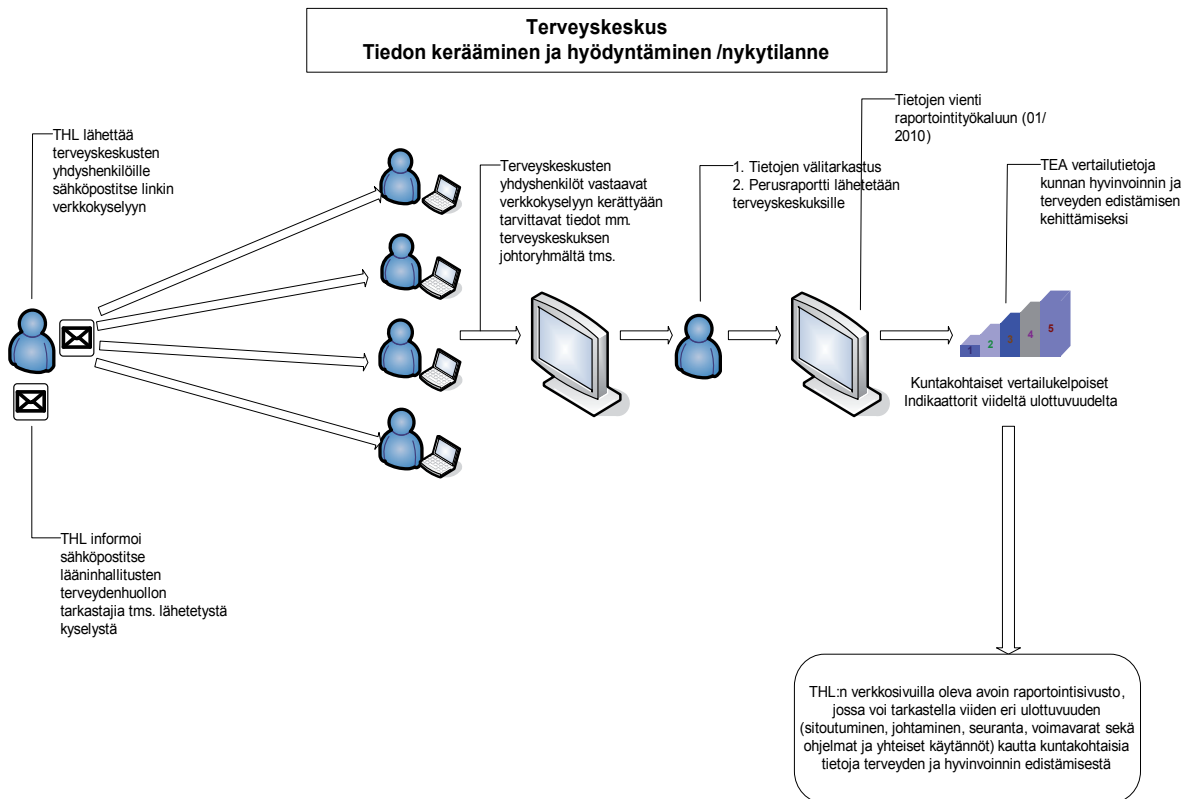 Terveyskeskus
Tiedon kerääminen ja hyödyntäminen /nykytilanne
THL lähettää
terveyskeskusten
yhdyshenkilöille
sähköpostitse linkin
verkkokyselyyn
Terveyskeskusten
yhdyshenkilöt vastaavat
verkkokyselyyn kerättyään
tarvittavat tiedot mm.
terveyskeskuksen
johtoryhmältä tms.
1. Tietojen välitarkastus
2. Perusraportti lähetetään
terveyskeskuksille
Tietojen vienti
raportointityökaluun (01/
2010)
TEA vertailutietoja
kunnan hyvinvoinnin ja
terveyden edistämisen
kehittämiseksi
1
2
3
4
5
Kuntakohtaiset vertailukelpoiset
Indikaattorit viideltä ulottuvuudelta
THL informoi
sähköpostitse
lääninhallitusten
terveydenhuollon
tarkastajia tms. lähetetystä
kyselystä
THL:n verkkosivuilla oleva avoin raportointisivusto,
jossa voi tarkastella viiden eri ulottuvuuden
(sitoutuminen, johtaminen, seuranta, voimavarat sekä
ohjelmat ja yhteiset käytännöt) kautta kuntakohtaisia
tietoja terveyden ja hyvinvoinnin edistämisestä